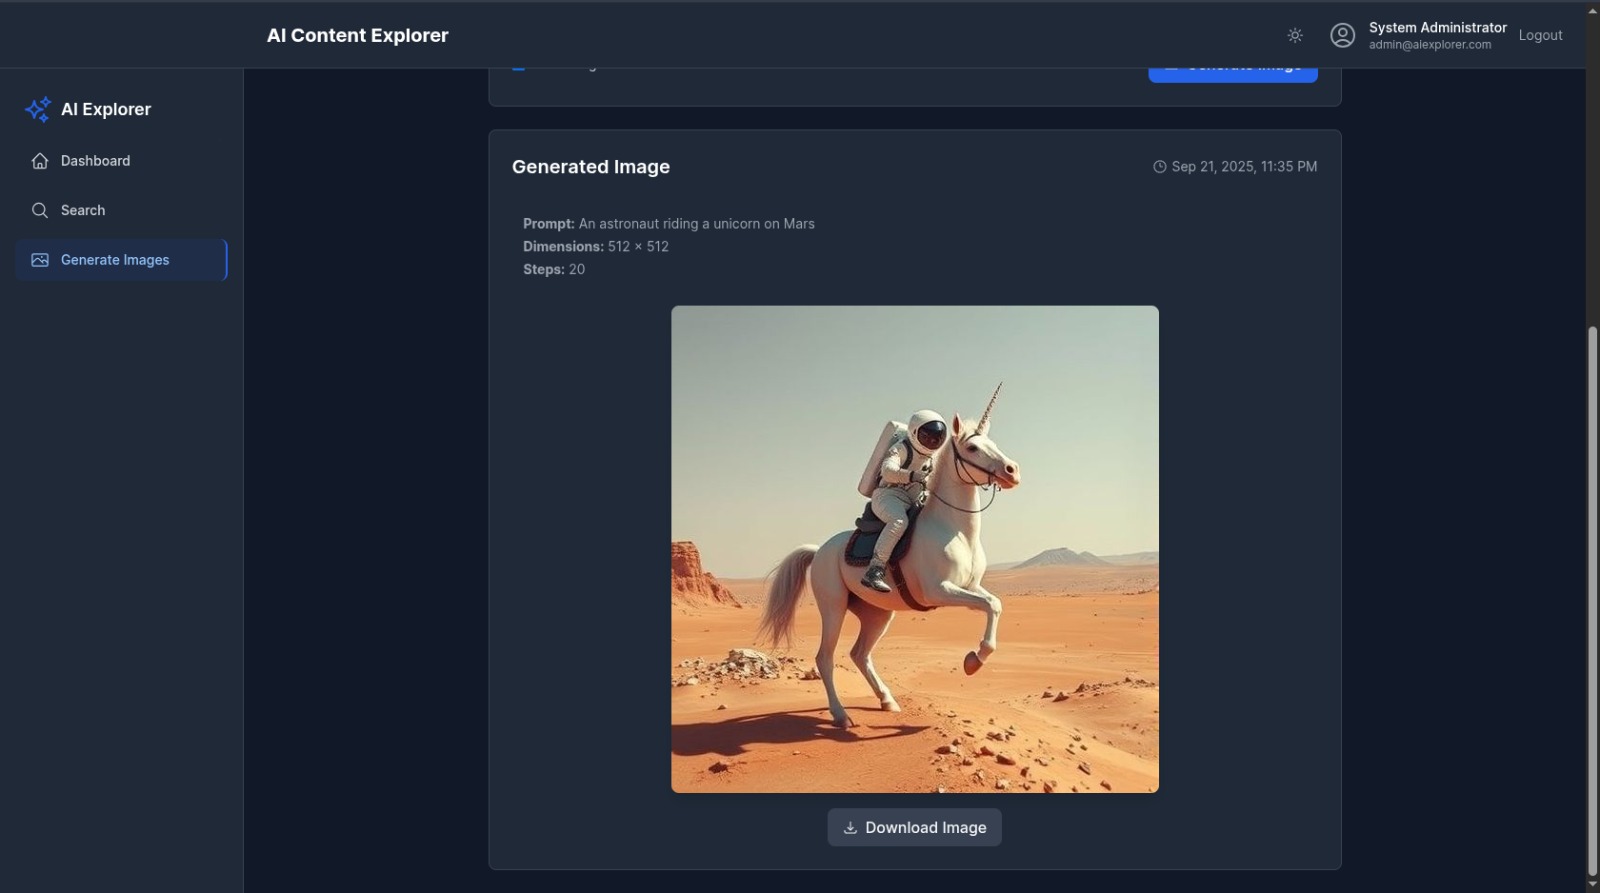 AI Content Explorer
System Administrator
admin@aiexplorer.com
Logout
AI Explorer
Dashboard
Search
Generate Images
Generated Image
Sep 21, 2025, 11:35 PM
Prompt: An astronaut riding a unicorn on Mars
Dimensions: 512 × 512
Steps: 20
Download Image